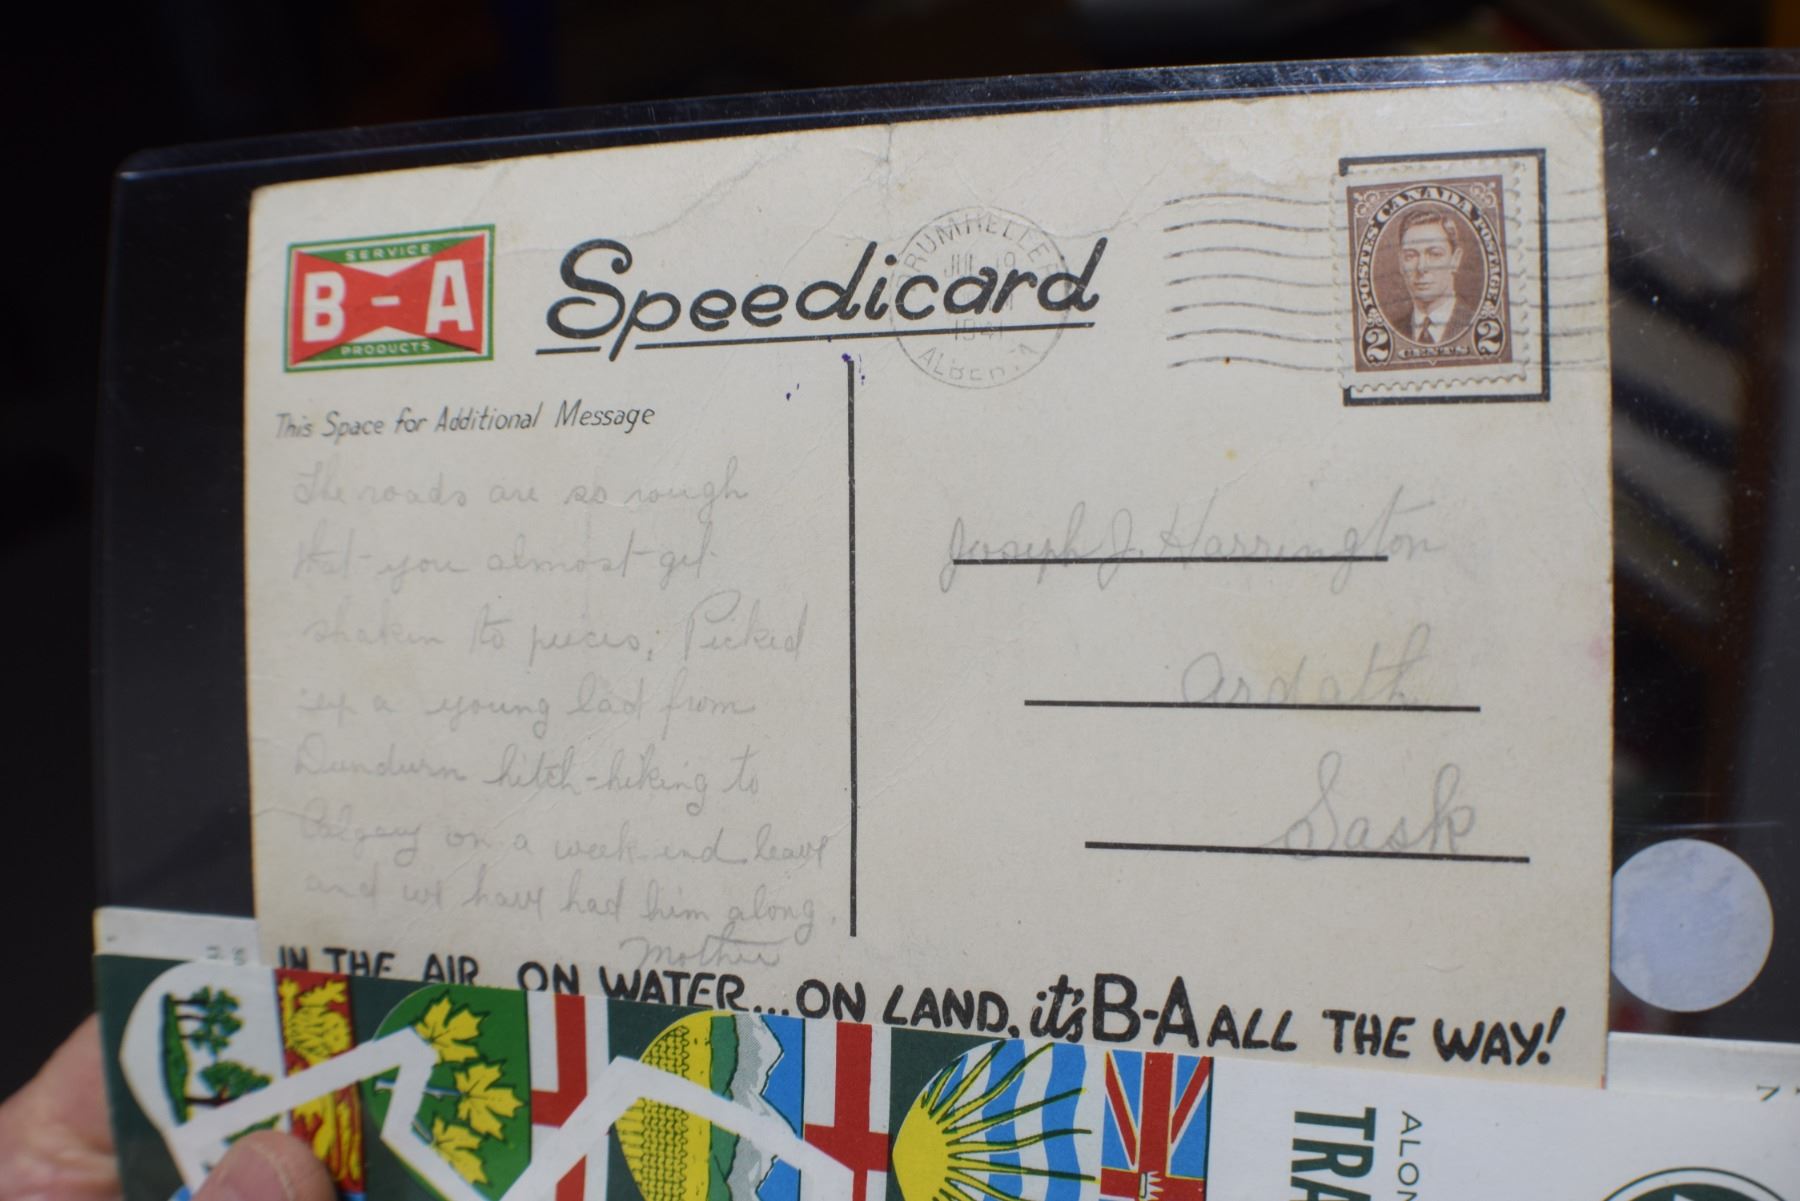 SERVICE
B-A
PRODUCTS
Speedicard
DRUMHELLER
JUL 19
1941
ALBERTA
POSTES CANADA POSTAGE
2 CENTS 2
This Space for Additional Message
The roads are so rough
that you almost get
shaken to pieces. Picked
up a young lad from
Dundurn hitch-hiking to
Calgary on a week end leave
and we have had him along.
Mother
Joseph J. Harrington
Ardath
Sask
IN THE AIR... ON WATER... ON LAND, it's B-A ALL THE WAY!
ALON
TRA